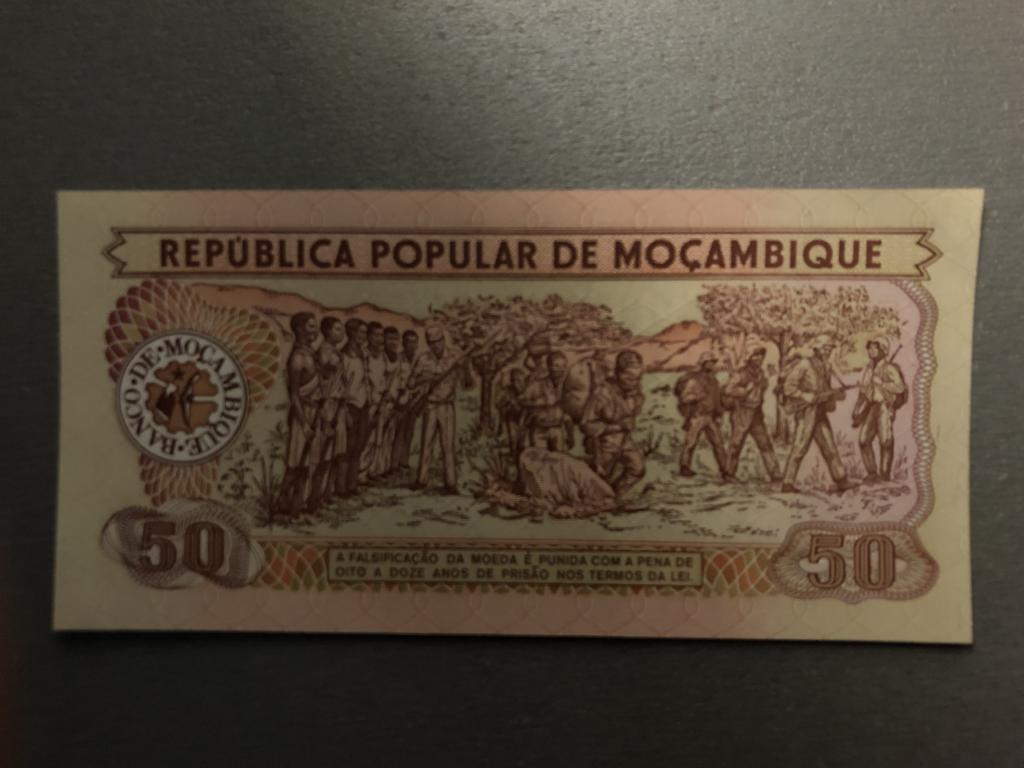 REPÚBLICA POPULAR DE MOÇAMBIQUE
BANCO·DE·MOÇAMBIQUE·
50
A FALSIFICAÇÃO DA MOEDA É PUNIDA COM A PENA DE
OITO A DOZE ANOS DE PRISÃO NOS TERMOS DA LEI.
50